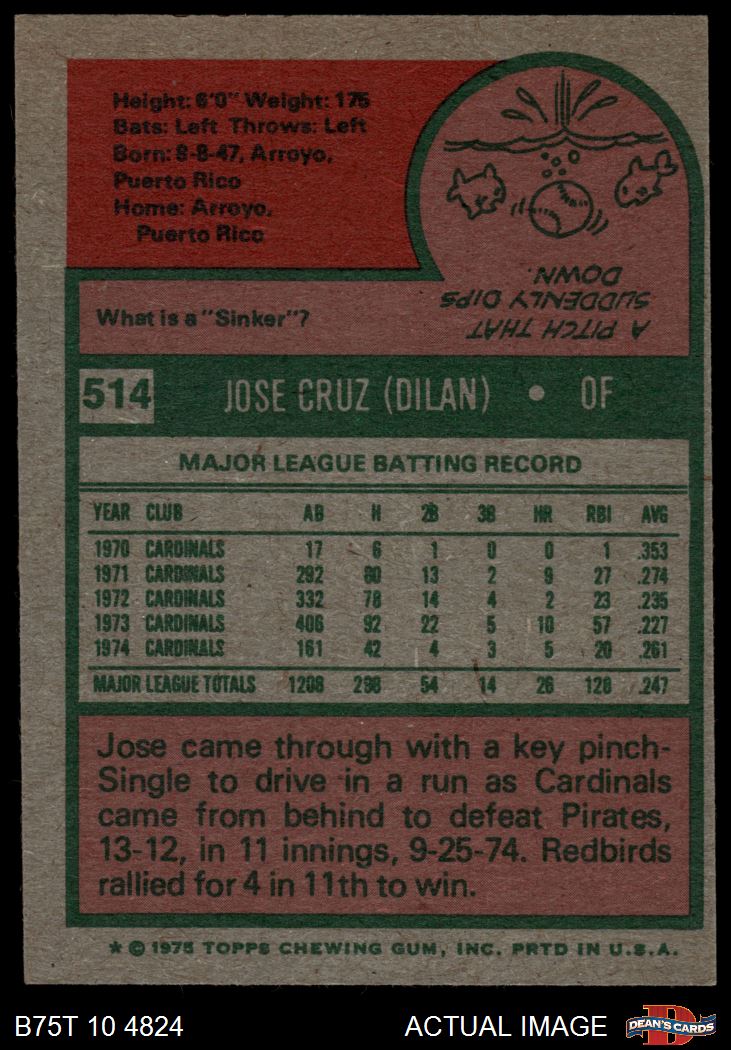 Height: 6'0" Weight: 175
Bats: Left Throws: Left
Born: 8-8-47, Arroyo,
Puerto Rico
Home: Arroyo,
Puerto Rico
What is a "Sinker"?
A PITCH THAT
SUDDENLY DIPS
DOWN.
514 JOSE CRUZ (DILAN) • OF
MAJOR LEAGUE BATTING RECORD
YEAR CLUB AB H 2B 3B HR RBI AVG
1970 CARDINALS 17 6 1 0 0 1 .353
1971 CARDINALS 292 80 13 2 9 27 .274
1972 CARDINALS 332 78 14 4 2 23 .235
1973 CARDINALS 406 92 22 5 10 57 .227
1974 CARDINALS 161 42 4 3 5 20 .261
MAJOR LEAGUE TOTALS 1208 298 54 14 26 128 .247
Jose came through with a key pinch-
Single to drive in a run as Cardinals
came from behind to defeat Pirates,
13-12, in 11 innings, 9-25-74. Redbirds
rallied for 4 in 11th to win.
* © 1975 TOPPS CHEWING GUM, INC. PRTD IN U.S.A.
B75T 10 4824 ACTUAL IMAGE DEAN'S CARDS